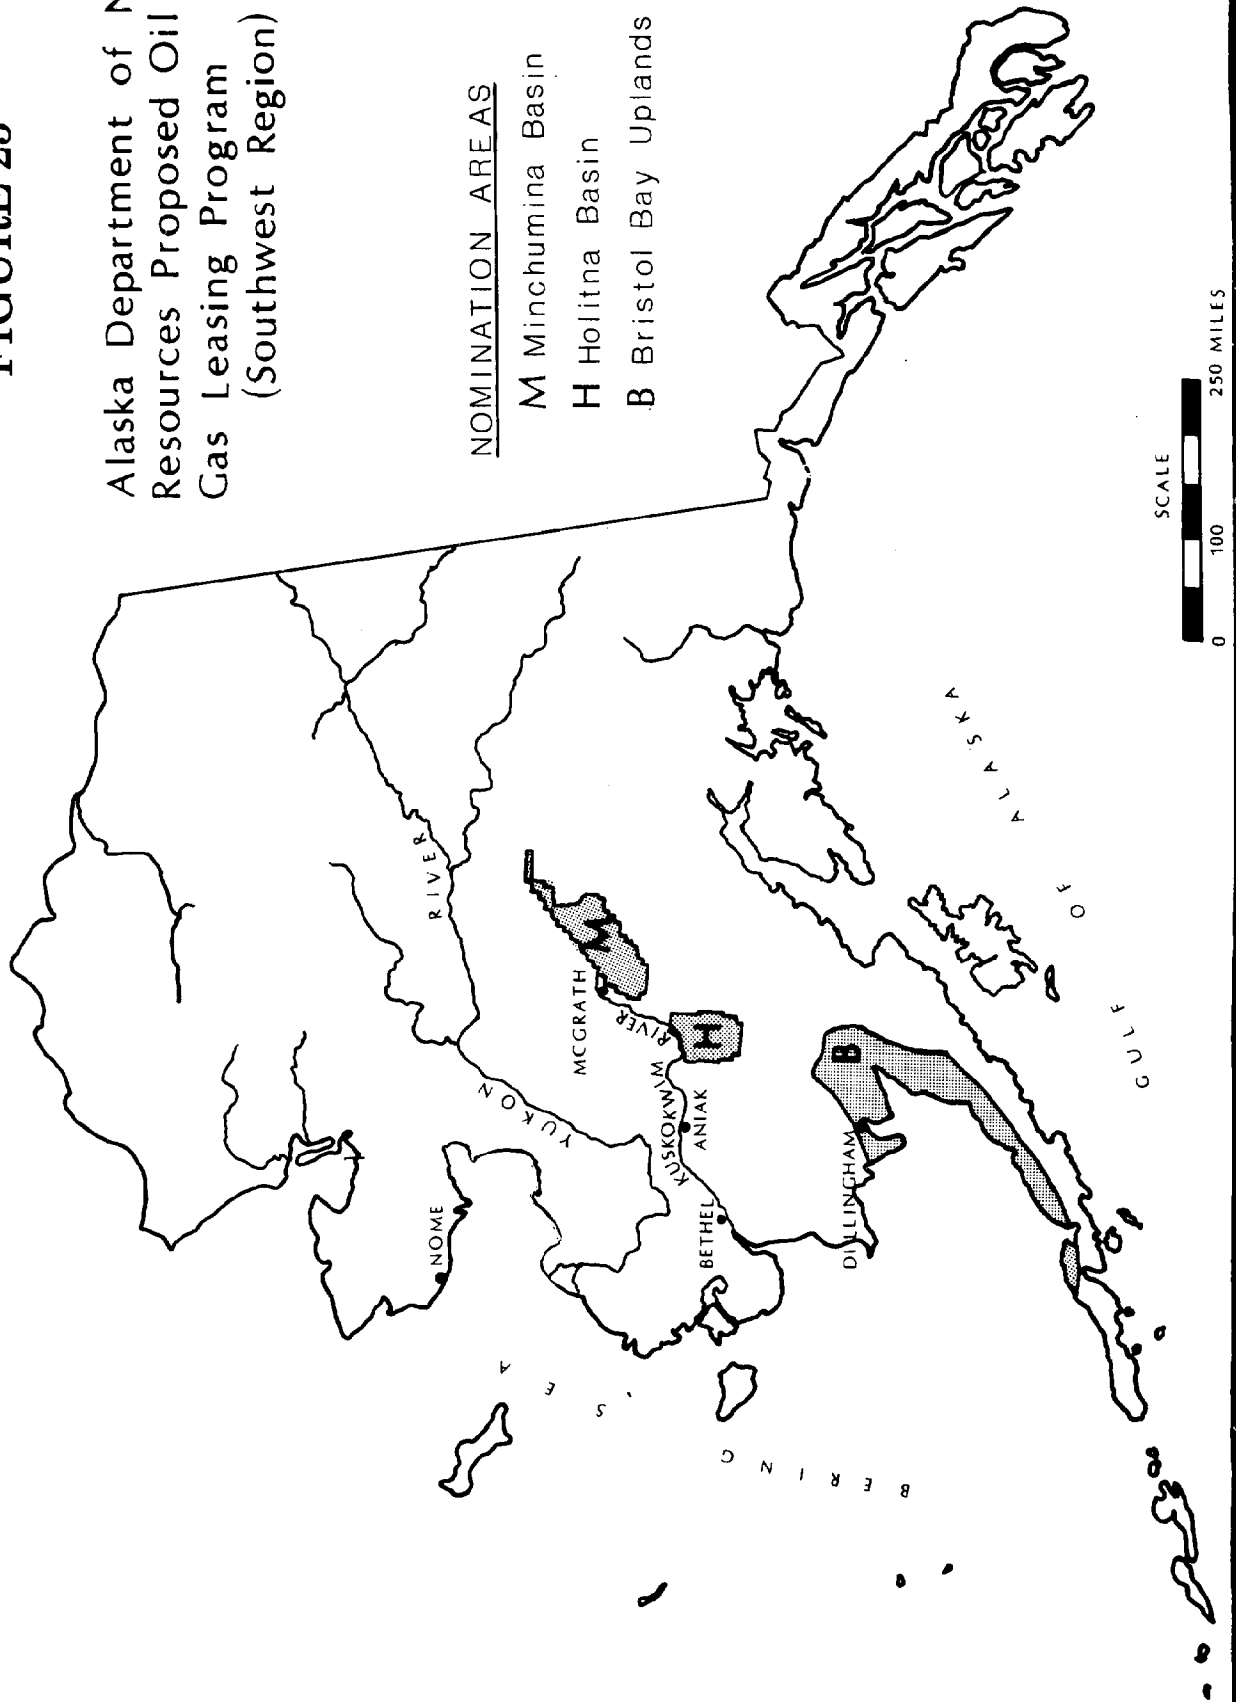 Alaska Department of
Resources Proposed Oil
Gas Leasing Program
(Southwest Region)
NOMINATION AREAS
M Minchumina Basin
H Holitna Basin
B Bristol Bay Uplands
RIVER
YUKON
NOME
MCGRATH
M
RIVER
KUSKOKWIM
H
ANIAK
BETHEL
DILLINGHAM
B
BERING SEA
GULF OF ALASKA
SCALE
0 100 250 MILES